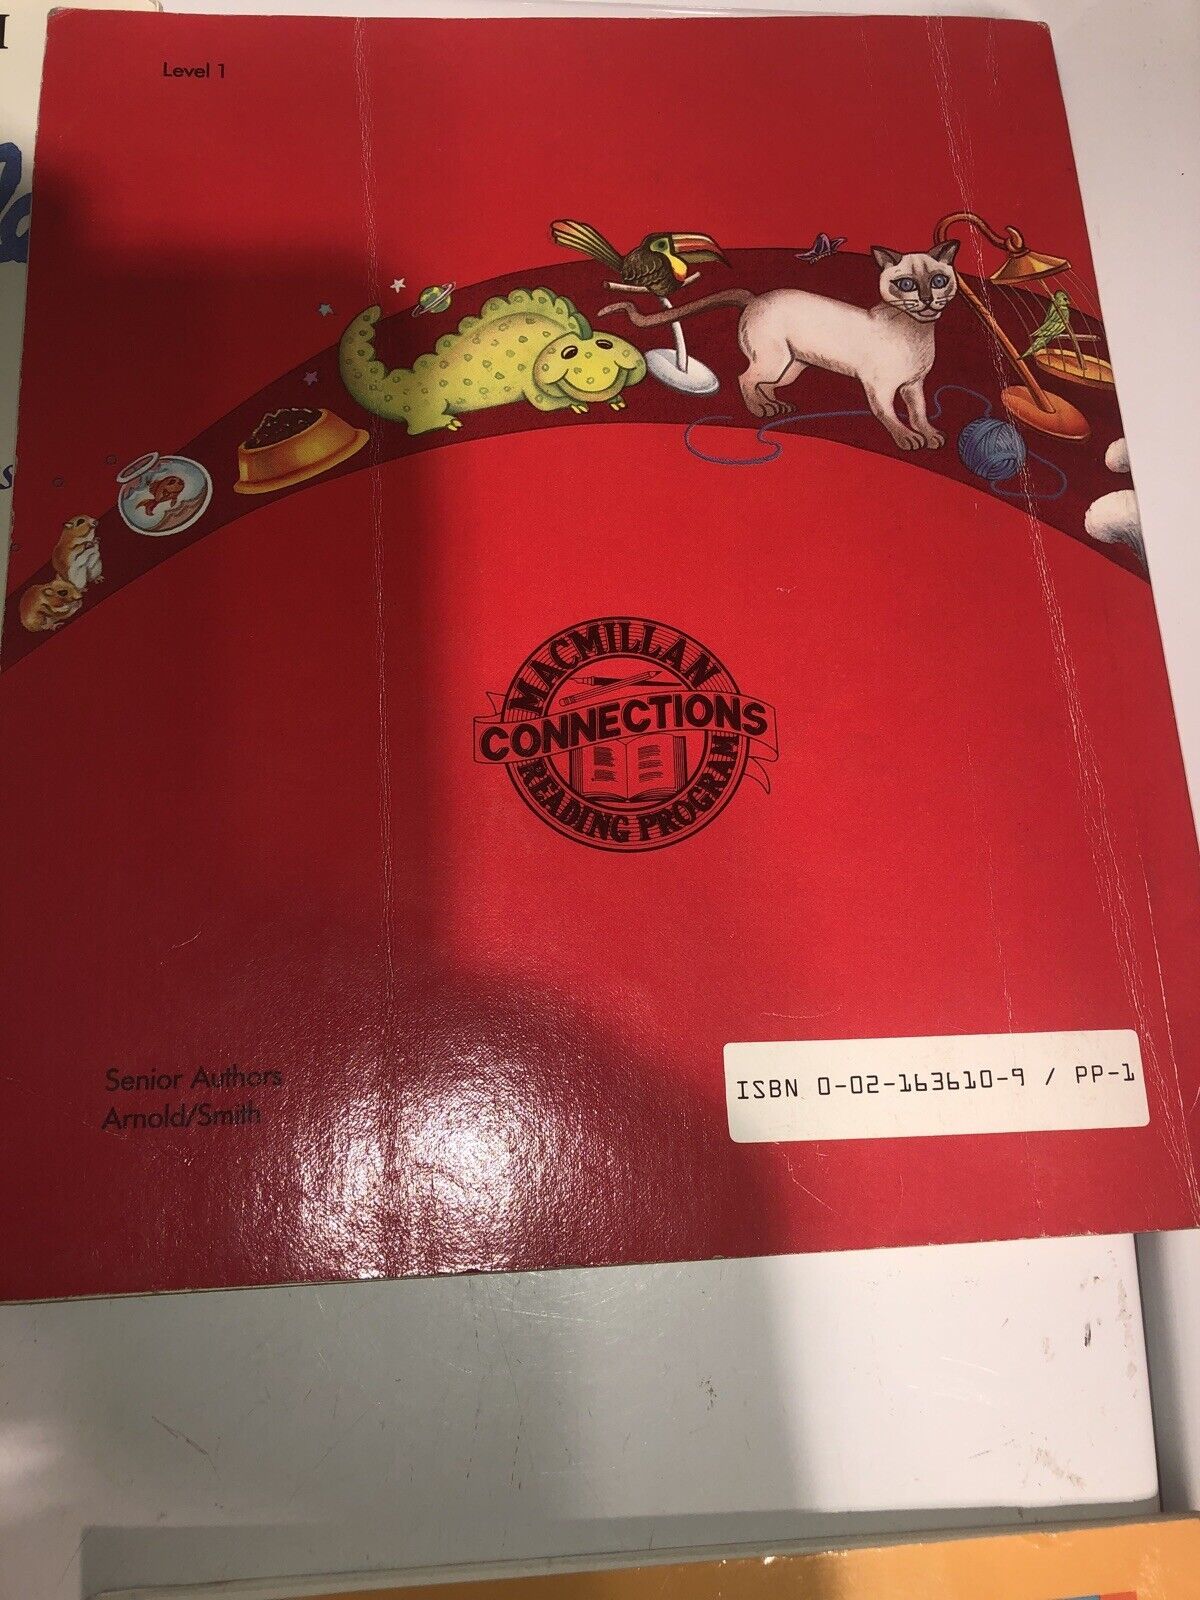 Level 1
MACMILLAN
CONNECTIONS
READING PROGRAM
Senior Authors
Arnold/Smith
ISBN 0-02-163610-9 / PP-1